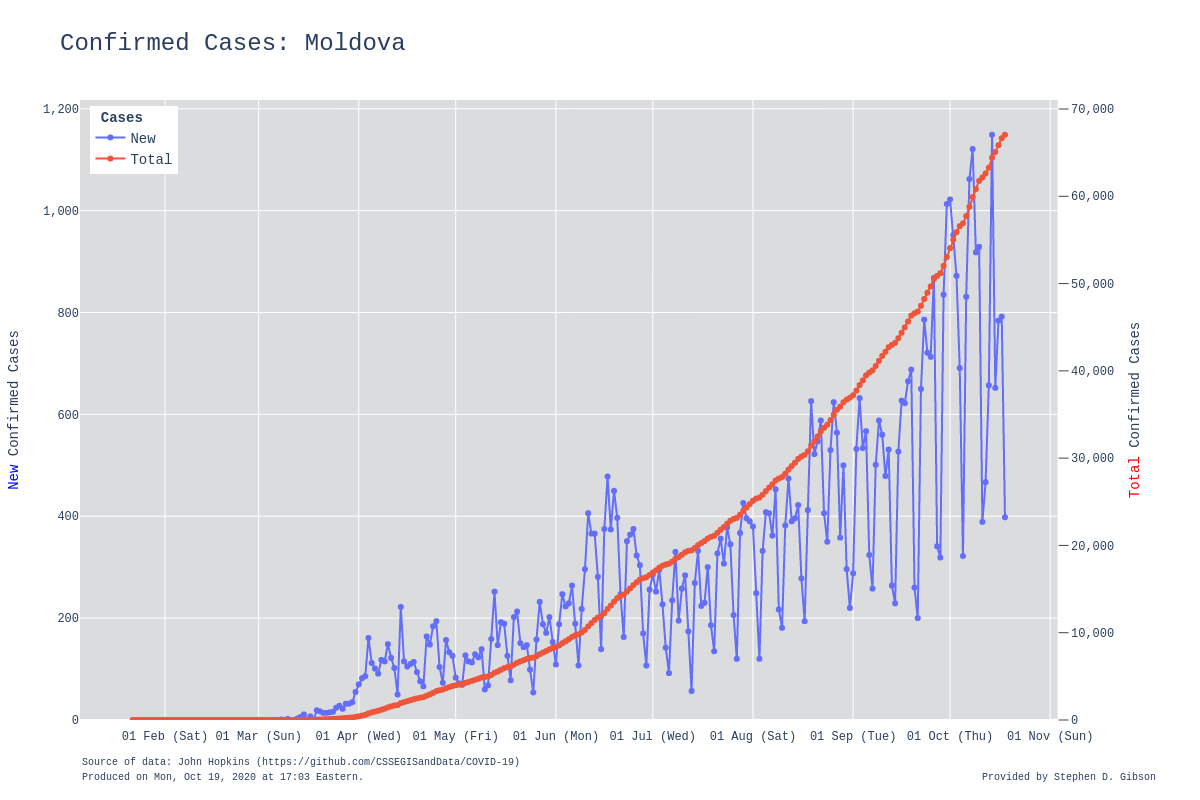 Confirmed Cases: Moldova
Cases
New
Total
1,200
1,000
800
600
400
200
0
70,000
60,000
50,000
40,000
30,000
20,000
10,000
0
New Confirmed Cases
Total Confirmed Cases
01 Feb (Sat) 01 Mar (Sun) 01 Apr (Wed) 01 May (Fri) 01 Jun (Mon) 01 Jul (Wed) 01 Aug (Sat) 01 Sep (Tue) 01 Oct (Thu) 01 Nov (Sun)
Source of data: John Hopkins (https://github.com/CSSEGISandData/COVID-19)
Produced on Mon, Oct 19, 2020 at 17:03 Eastern.
Provided by Stephen D. Gibson